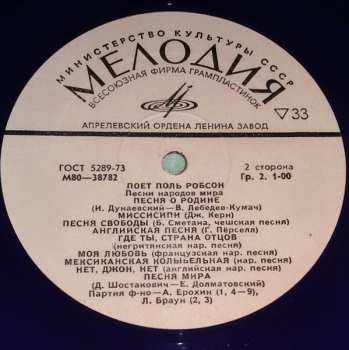 МИНИСТЕРСТВО КУЛЬТУРЫ СССР
МЕЛОДИЯ
ВСЕСОЮЗНАЯ ФИРМА ГРАМПЛАСТИНОК
▽33
АПРЕЛЕВСКИЙ ОРДЕНА ЛЕНИНА ЗАВОД
ГОСТ 5289-73
М80—38782
2 сторона
Гр. 2. 1-00
ПОЕТ ПОЛЬ РОБСОН
Песни народов мира
ПЕСНЯ О РОДИНЕ
(И. Дунаевский—В. Лебедев-Кумач)
МИССИСИПИ (Дж. Керн)
ПЕСНЯ СВОБОДЫ (Б. Сметана, чешская песня)
АНГЛИЙСКАЯ ПЕСНЯ (Г. Пёрселл)
ГДЕ ТЫ, СТРАНА ОТЦОВ
(негритянская нар. песня)
МОЯ ЛЮБОВЬ (французская нар. песня)
МЕКСИКАНСКАЯ КОЛЫБЕЛЬНАЯ (нар. песня)
НЕТ, ДЖОН, НЕТ (английская нар. песня)
ПЕСНЯ МИРА
(Д. Шостакович—Е. Долматовский)
Партия ф-но—А. Ерохин (1, 4—9),
Л. Браун (2, 3)